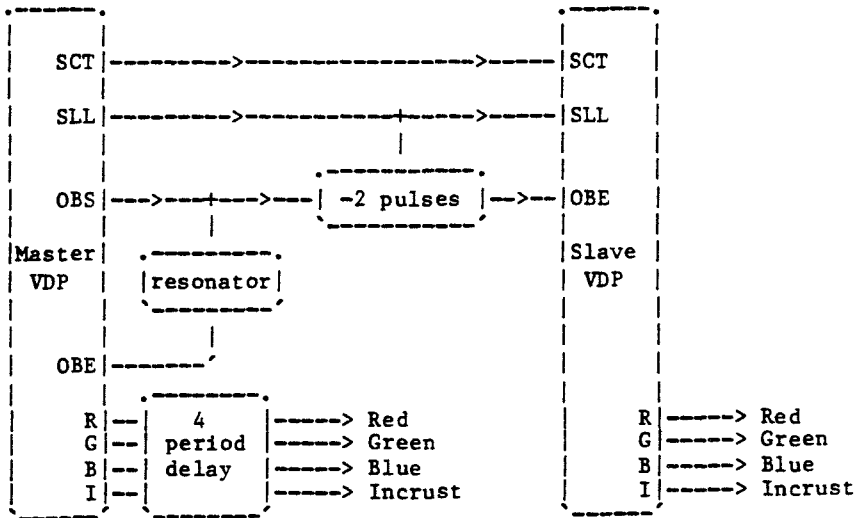 SCT SCT
SLL SLL
OBS -2 pulses OBE
Master Slave
VDP resonator VDP
OBE
R 4 Red R Red
G period Green G Green
B delay Blue B Blue
I Incrust I Incrust